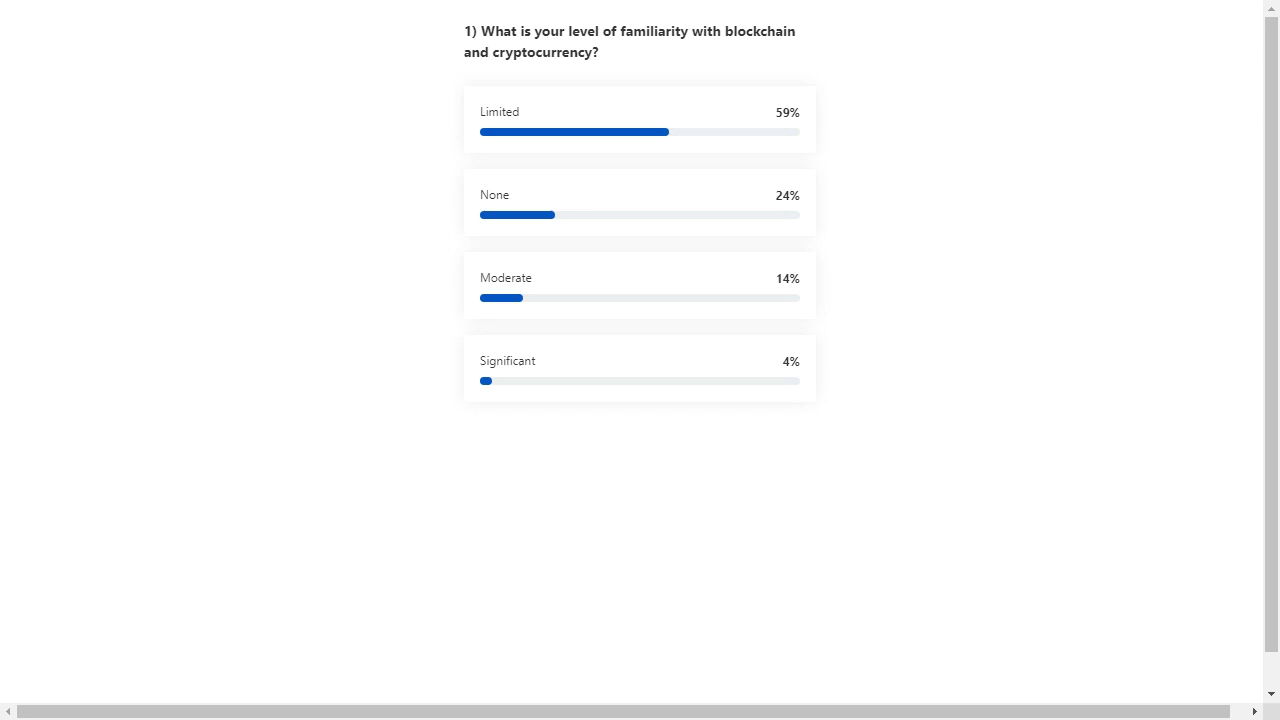 1) What is your level of familiarity with blockchain
and cryptocurrency?
Limited 59%
None 24%
Moderate 14%
Significant 4%